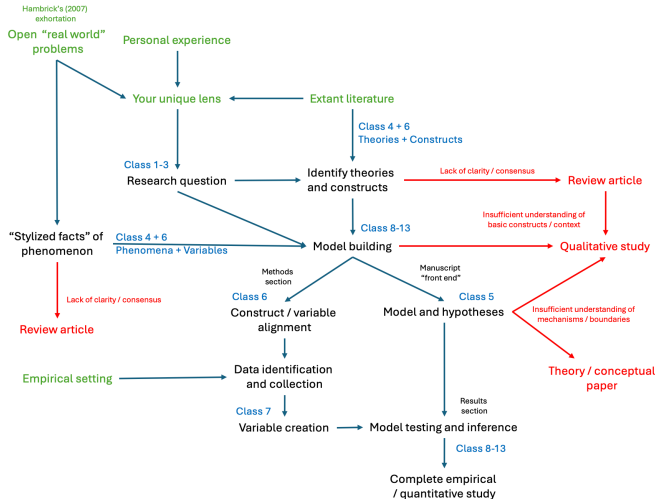 Hambrick's (2007)
exhortation
Open “real world”
problems
Personal experience
Your unique lens
Extant literature
Class 4 + 6
Theories + Constructs
Class 1-3
Research question
Identify theories
and constructs
Lack of clarity / consensus
Review article
Insufficient understanding of
basic constructs / context
Class 8-13
“Stylized facts” of
phenomenon
Class 4 + 6
Phenomena + Variables
Model building
Qualitative study
Methods
section
Manuscript
“front end”
Lack of clarity / consensus
Class 6
Class 5
Review article
Construct / variable
alignment
Model and hypotheses
Insufficient understanding of
mechanisms / boundaries
Empirical setting
Data identification
and collection
Theory / conceptual
paper
Class 7
Results
section
Variable creation
Model testing and inference
Class 8-13
Complete empirical
/ quantitative study